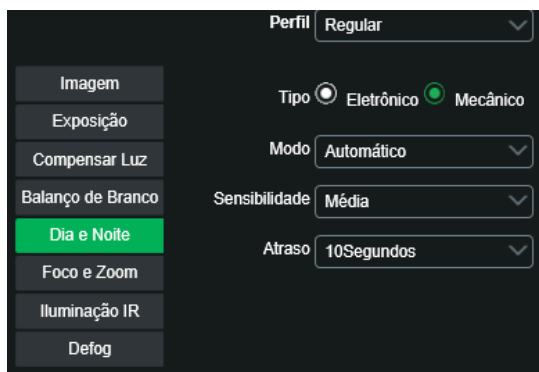 Perfil Regular
Imagem
Exposição
Compensar Luz
Balanço de Branco
Dia e Noite
Foco e Zoom
Iluminação IR
Defog
Tipo Eletrônico Mecânico
Modo Automático
Sensibilidade Média
Atraso 10Segundos